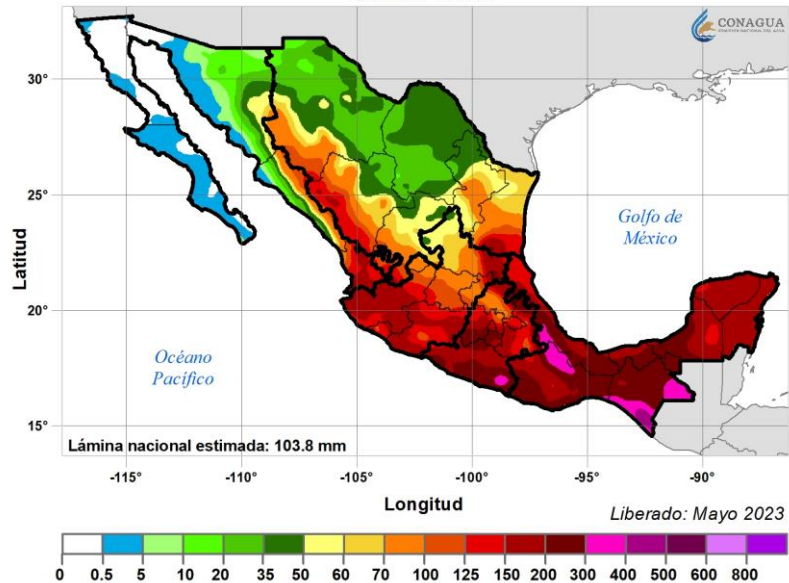 CONAGUA
COMISIÓN NACIONAL DEL AGUA
30°
25°
20°
15°
Latitud
Golfo de
México
Océano
Pacífico
Lámina nacional estimada: 103.8 mm
-115° -110° -105° -100° -95° -90°
Longitud
Liberado: Mayo 2023
0 0.5 5 10 20 35 50 60 70 100 125 150 200 300 400 500 600 800